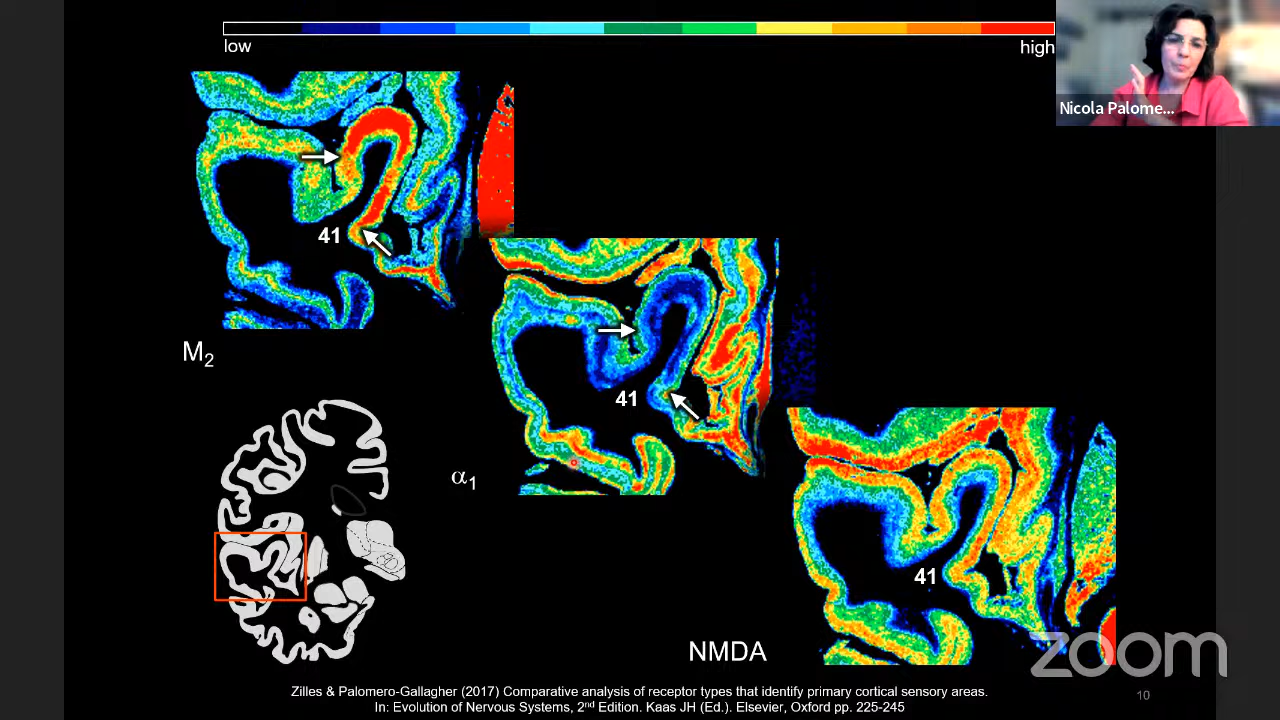 low
high
Nicola Palome...
41
M2
41
α1
41
NMDA
zoom
Zilles & Palomero-Gallagher (2017) Comparative analysis of receptor types that identify primary cortical sensory areas.
In: Evolution of Nervous Systems, 2nd Edition. Kaas JH (Ed.). Elsevier, Oxford pp. 225-245
10